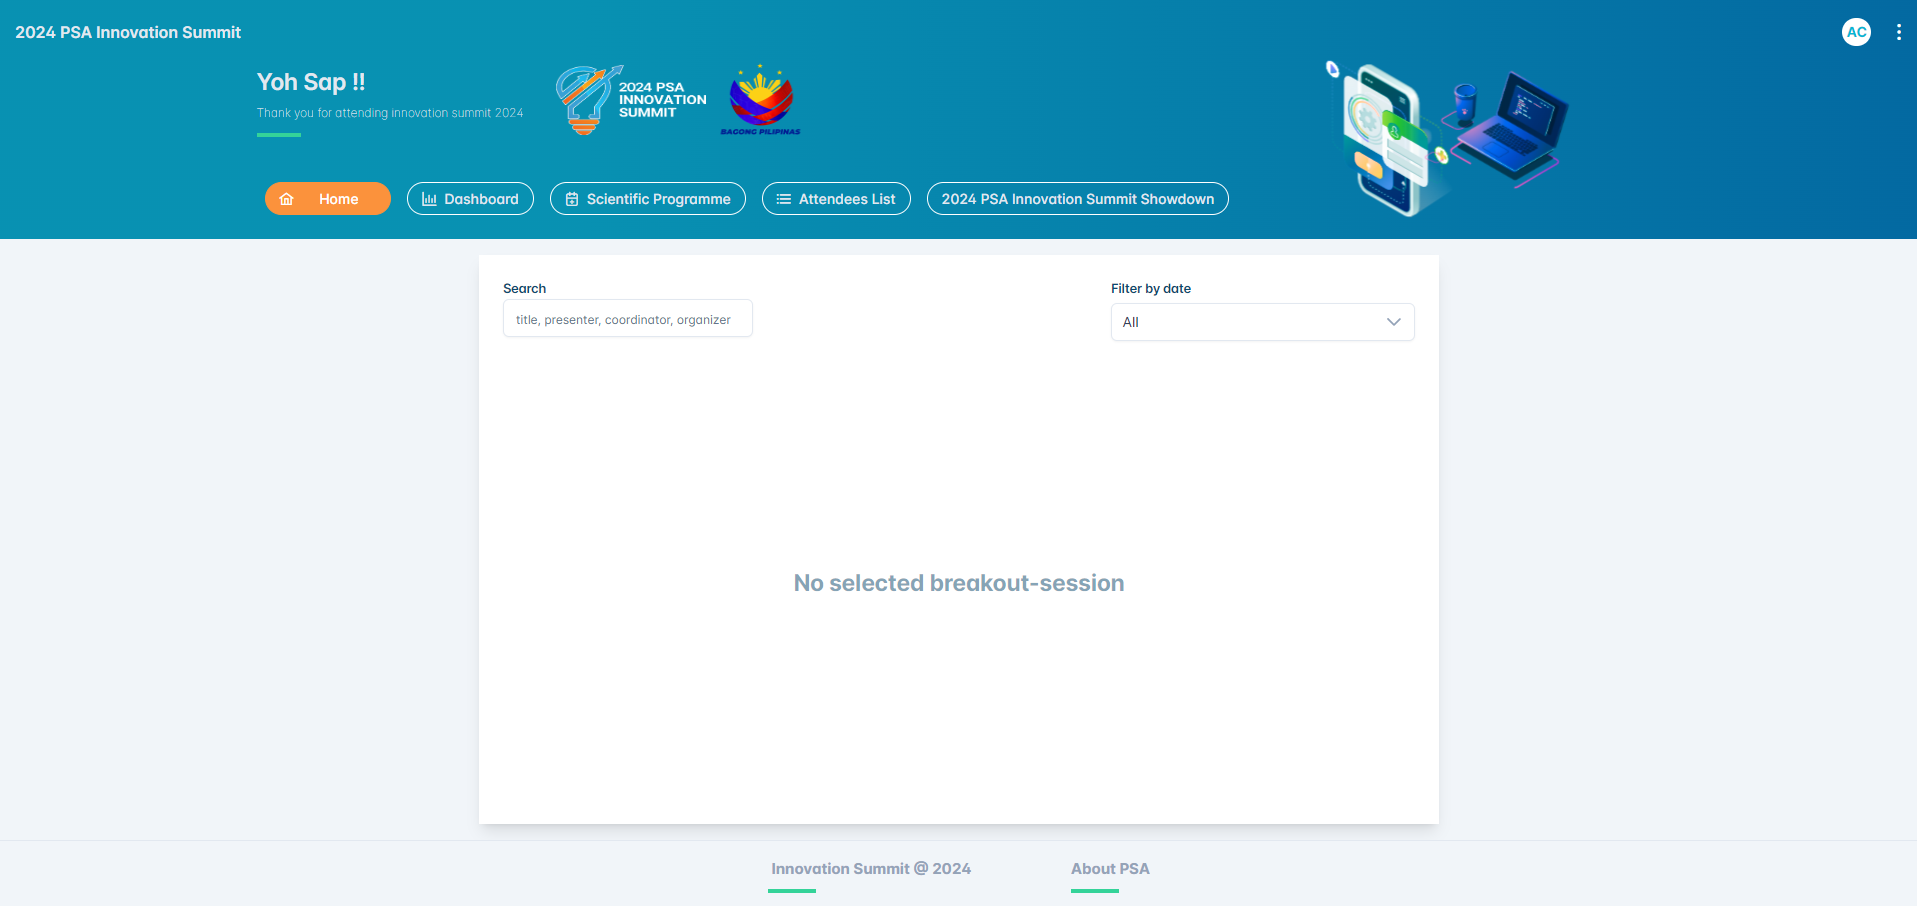 2024 PSA Innovation Summit
AC
Yoh Sap !!
Thank you for attending innovation summit 2024
2024 PSA
INNOVATION
SUMMIT
BAGONG PILIPINAS
Home
Dashboard
Scientific Programme
Attendees List
2024 PSA Innovation Summit Showdown
Search
title, presenter, coordinator, organizer
Filter by date
All
No selected breakout-session
Innovation Summit @ 2024
About PSA